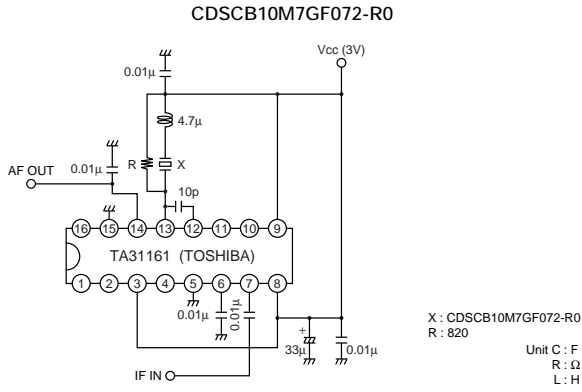 CDSCB10M7GF072-R0
Vcc (3V)
0.01μ
4.7μ
AF OUT
0.01μ
R
X
10p
16 15 14 13 12 11 10 9
TA31161 (TOSHIBA)
1 2 3 4 5 6 7 8
0.01μ
0.01μ
+
33μ
0.01μ
IF IN
X : CDSCB10M7GF072-R0
R : 820
Unit C : F
R : Ω
L : H